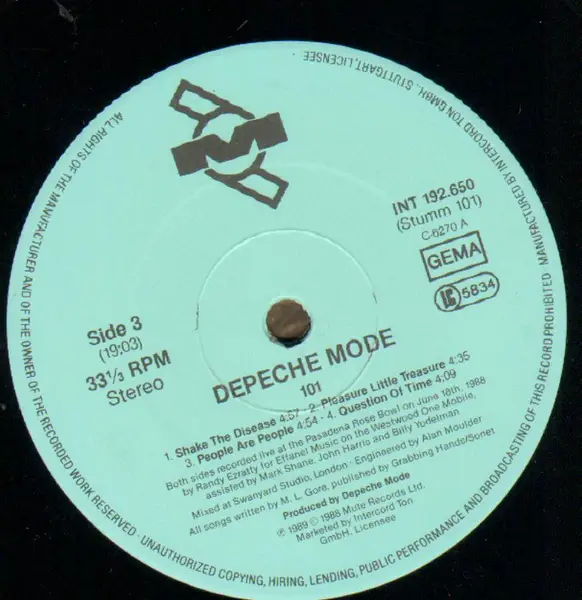 ALL RIGHTS OF THE MANUFACTURER AND OF THE OWNER OF THE RECORDED WORK RESERVED · UNAUTHORIZED COPYING, HIRING, LENDING, PUBLIC PERFORMANCE AND BROADCASTING OF THIS RECORD PROHIBITED · MANUFACTURED BY INTERCORD TON GMBH., STUTTGART, LICENSEE
INT 192.650
(Stumm 101)
C-6270 A
GEMA
LC 5834
Side 3
(19:03)
33 1/3 RPM
Stereo
DEPECHE MODE
101
1. Shake The Disease 4:57 · 2. Pleasure Little Treasure 4:35
3. People Are People 4:54 · 4. Question Of Time 4:09
Both sides recorded live at the Pasadena Rose Bowl on June 18th, 1988
by Randy Ezratty for Effanel Music on the Westwood One Mobile,
assisted by Mark Shane, John Harris and Billy Yodelman
Mixed at Swanyard Studio, London · Engineered by Alan Moulder
All songs written by M. L. Gore, published by Grabbing Hands/Sonet
Produced by Depeche Mode
℗ 1989 © 1988 Mute Records Ltd.
Marketed by Intercord Ton
GmbH. Licensee